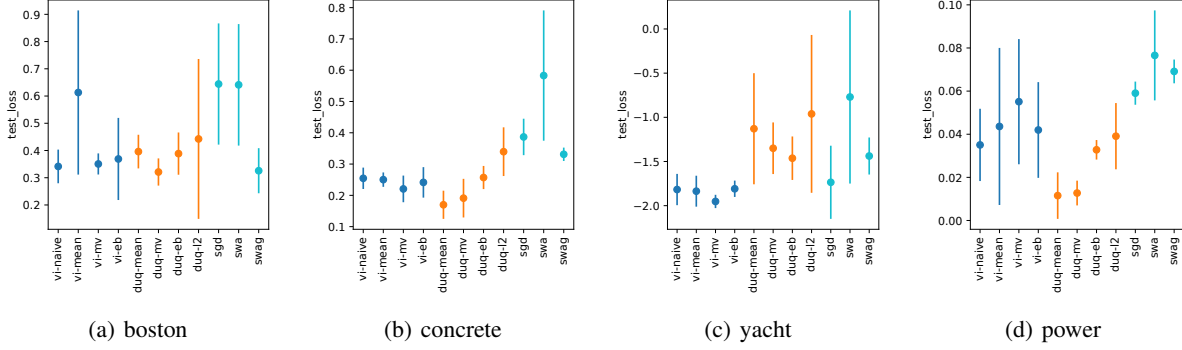 0.9
0.8
0.7
0.6
0.5
0.4
0.3
0.2
test_loss
vi-naive
vi-mean
vi-mv
vi-eb
duq-mean
duq-mv
duq-eb
duq-l2
sgd
swa
swag
(a) boston
0.8
0.7
0.6
0.5
0.4
0.3
0.2
0.1
test_loss
vi-naive
vi-mean
vi-mv
vi-eb
duq-mean
duq-mv
duq-eb
duq-l2
sgd
swa
swag
(b) concrete
0.0
−0.5
−1.0
−1.5
−2.0
test_loss
vi-naive
vi-mean
vi-mv
vi-eb
duq-mean
duq-mv
duq-eb
duq-l2
sgd
swa
swag
(c) yacht
0.10
0.08
0.06
0.04
0.02
0.00
test_loss
vi-naive
vi-mean
vi-mv
vi-eb
duq-mean
duq-mv
duq-eb
duq-l2
sgd
swa
swag
(d) power